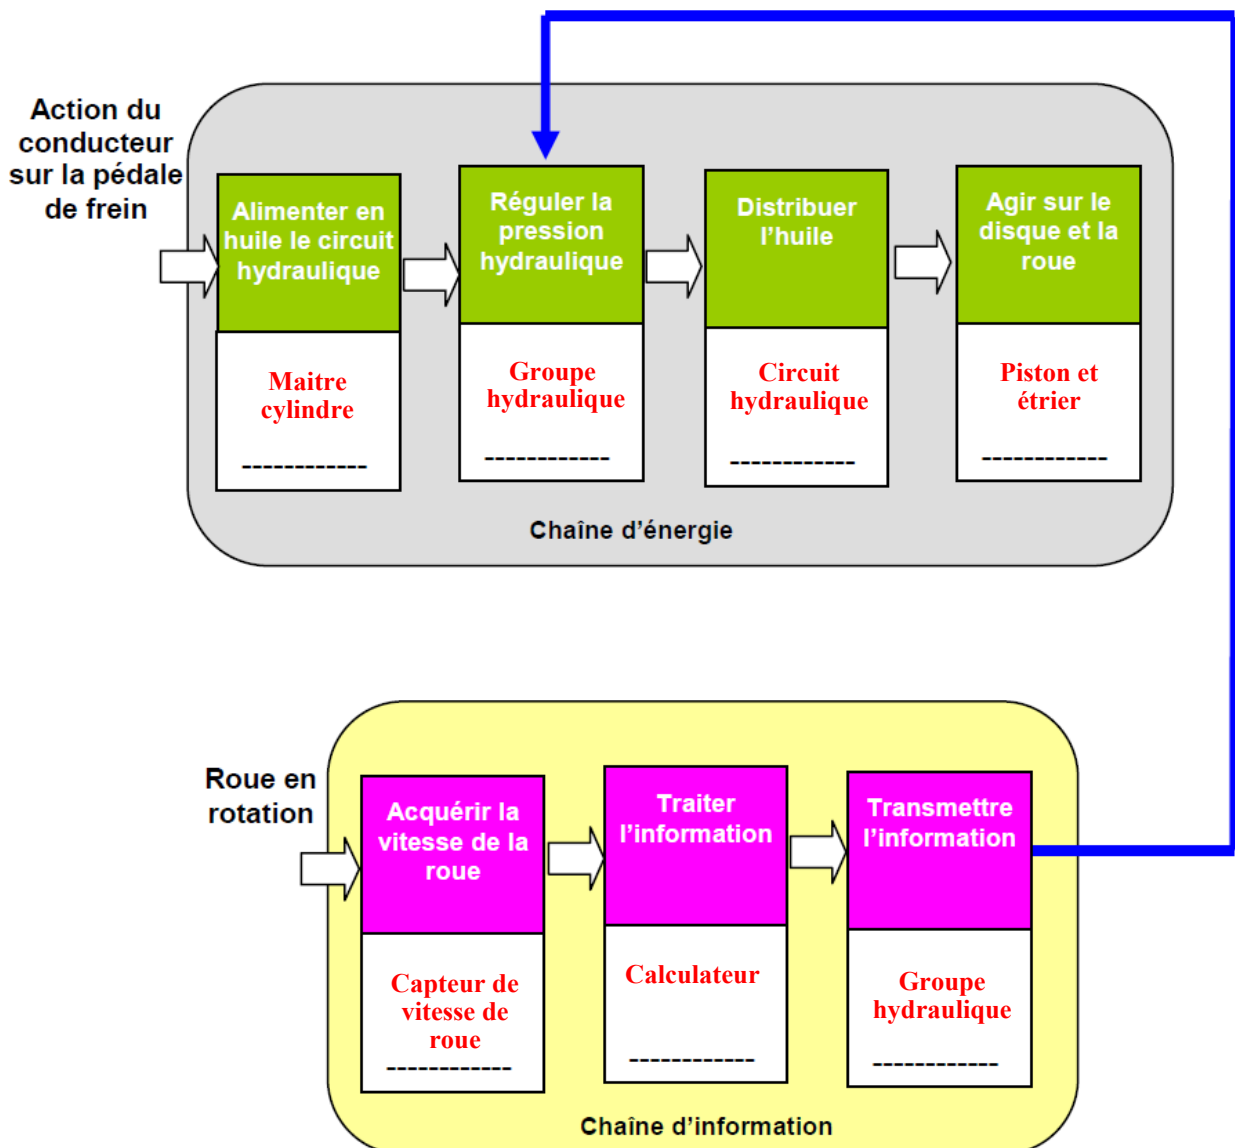 Action du
conducteur
sur la pédale
de frein
Alimenter en
huile le circuit
hydraulique
Réguler la
pression
hydraulique
Distribuer
l'huile
Agir sur le
disque et la
roue
Maitre
cylindre
------------
Groupe
hydraulique
------------
Circuit
hydraulique
------------
Piston et
étrier
------------
Chaîne d'énergie
Roue en
rotation
Acquérir la
vitesse de la
roue
Traiter
l'information
Transmettre
l'information
Capteur de
vitesse de
roue
------------
Calculateur
------------
Groupe
hydraulique
------------
Chaîne d'information